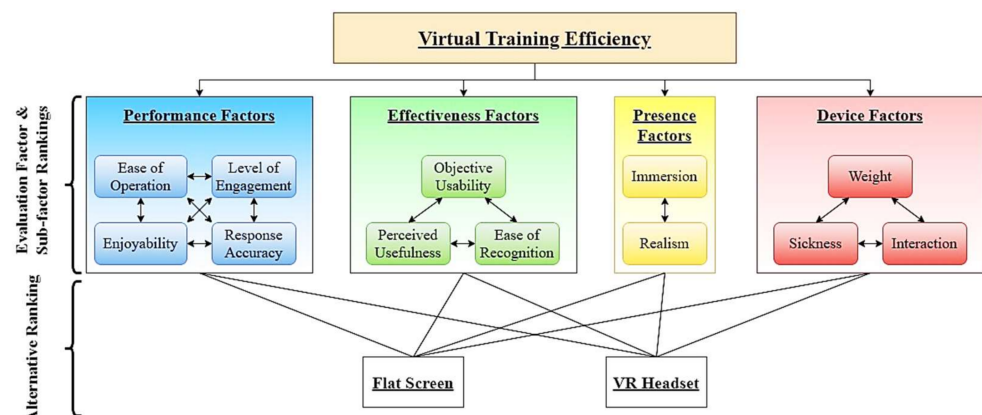 Virtual Training Efficiency
Evaluation Factor &
Sub-factor Rankings
Performance Factors
Ease of
Operation
Level of
Engagement
Enjoyability
Response
Accuracy
Effectiveness Factors
Objective
Usability
Perceived
Usefulness
Ease of
Recognition
Presence
Factors
Immersion
Realism
Device Factors
Weight
Sickness
Interaction
Alternative Ranking
Flat Screen
VR Headset